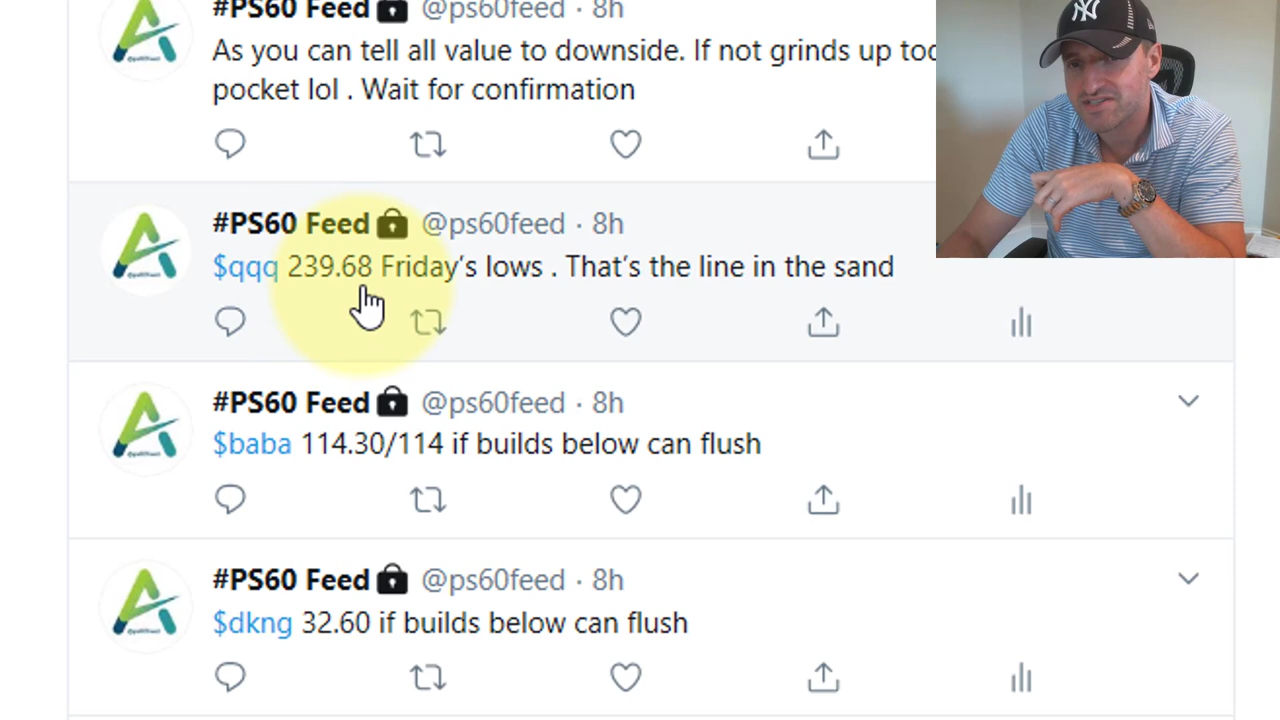 #PS60 Feed @ps60feed · 8h
As you can tell all value to downside. If not grinds up
pocket lol . Wait for confirmation
#PS60 Feed @ps60feed · 8h
$qqq 239.68 Friday’s lows . That’s the line in the sand
#PS60 Feed @ps60feed · 8h
$baba 114.30/114 if builds below can flush
#PS60 Feed @ps60feed · 8h
$dkng 32.60 if builds below can flush
NY